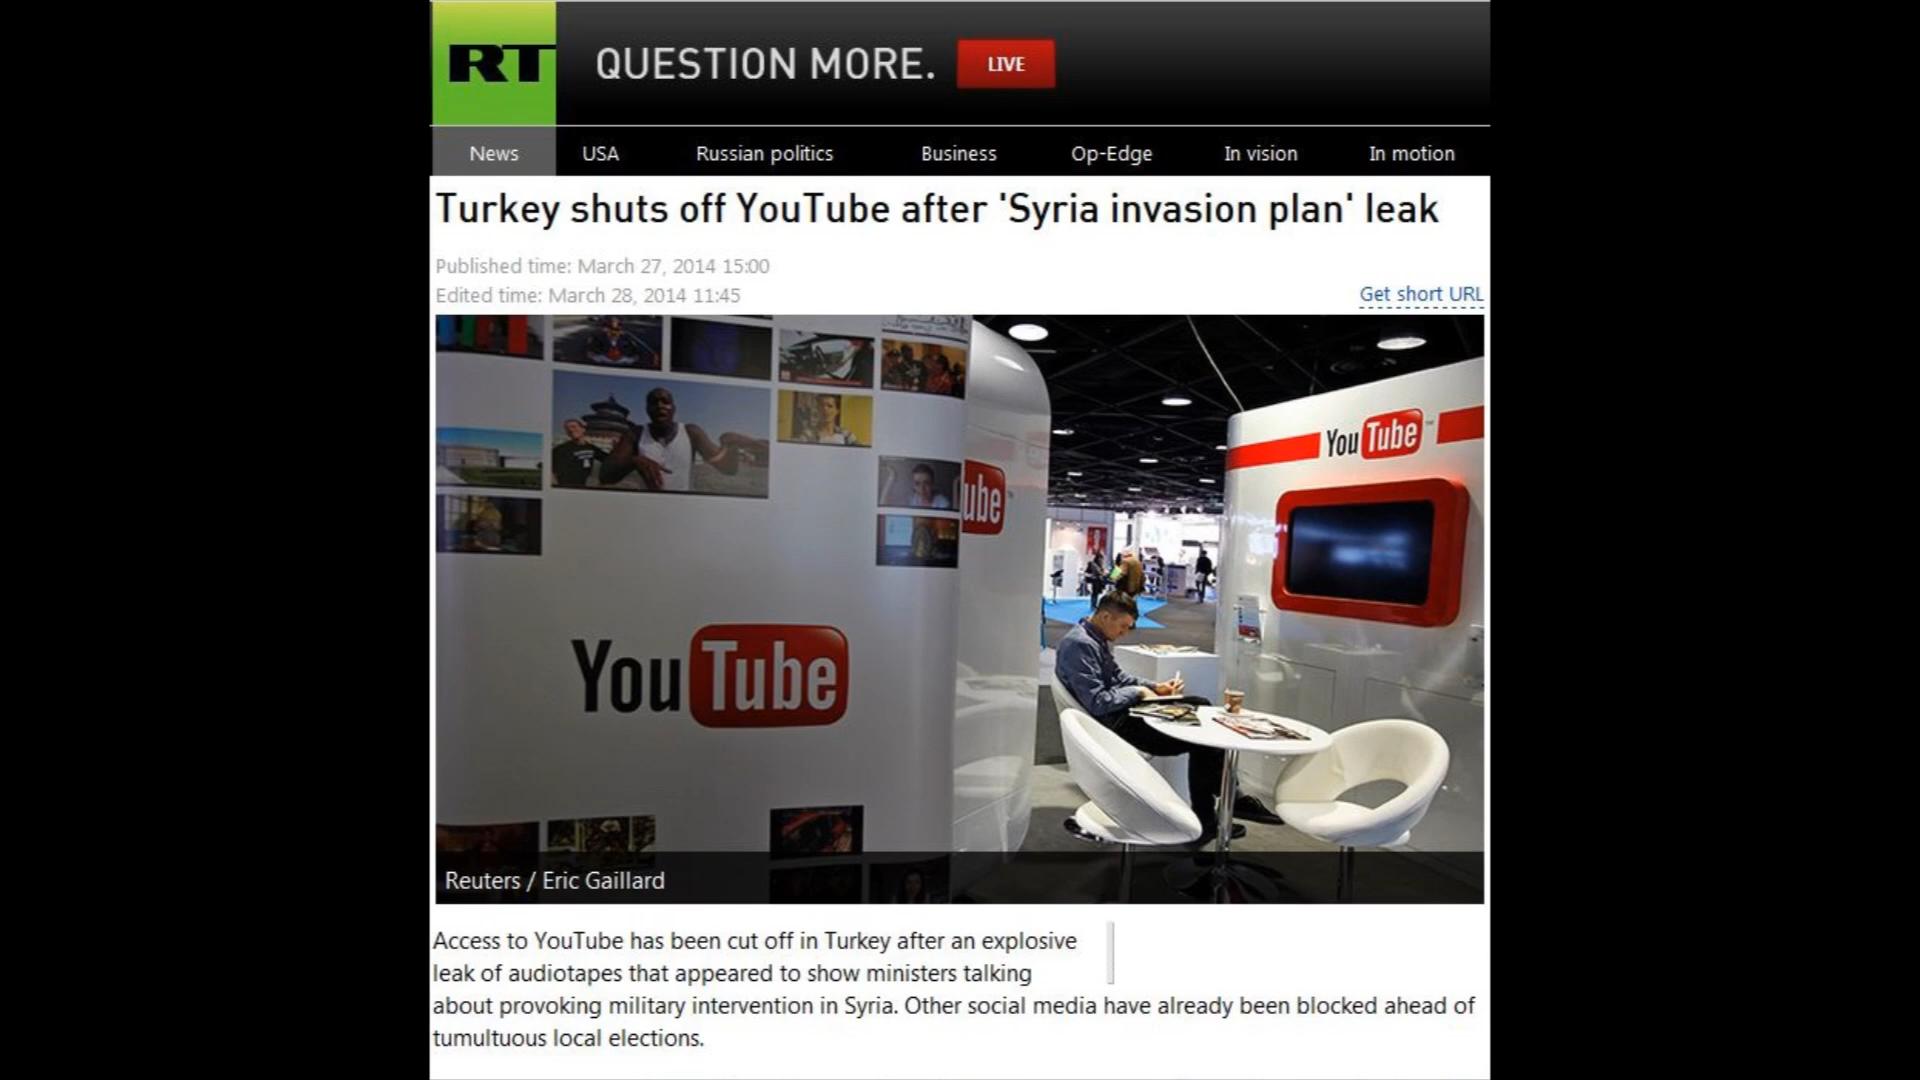 RT QUESTION MORE. LIVE
News USA Russian politics Business Op-Edge In vision In motion
Turkey shuts off YouTube after 'Syria invasion plan' leak
Published time: March 27, 2014 15:00
Edited time: March 28, 2014 11:45
Get short URL
YouTube
ube
YouTube
Reuters / Eric Gaillard
Access to YouTube has been cut off in Turkey after an explosive
leak of audiotapes that appeared to show ministers talking
about provoking military intervention in Syria. Other social media have already been blocked ahead of
tumultuous local elections.